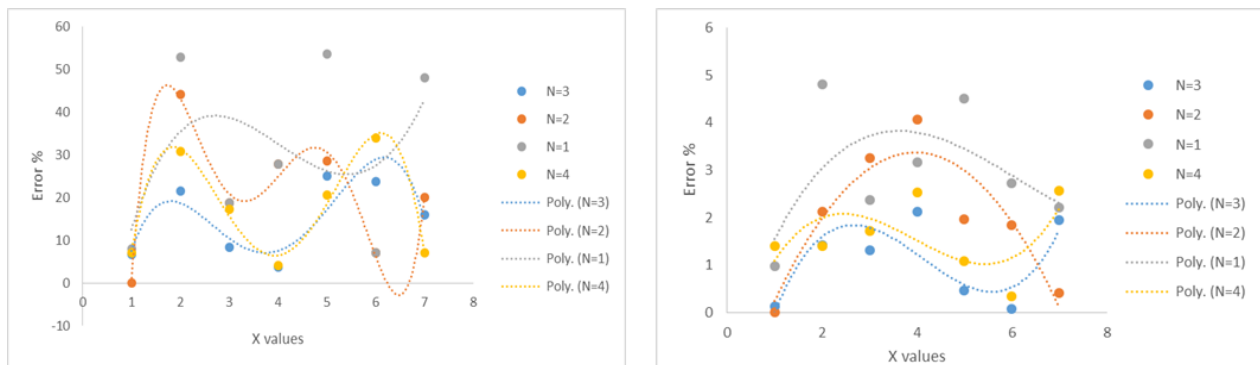 60
50
40
30
20
10
0
-10
Error %
0 1 2 3 4 5 6 7 8
X values
N=3
N=2
N=1
N=4
Poly. (N=3)
Poly. (N=2)
Poly. (N=1)
Poly. (N=4)
6
5
4
3
2
1
0
Error %
0 2 4 6 8
X values
N=3
N=2
N=1
N=4
Poly. (N=3)
Poly. (N=2)
Poly. (N=1)
Poly. (N=4)